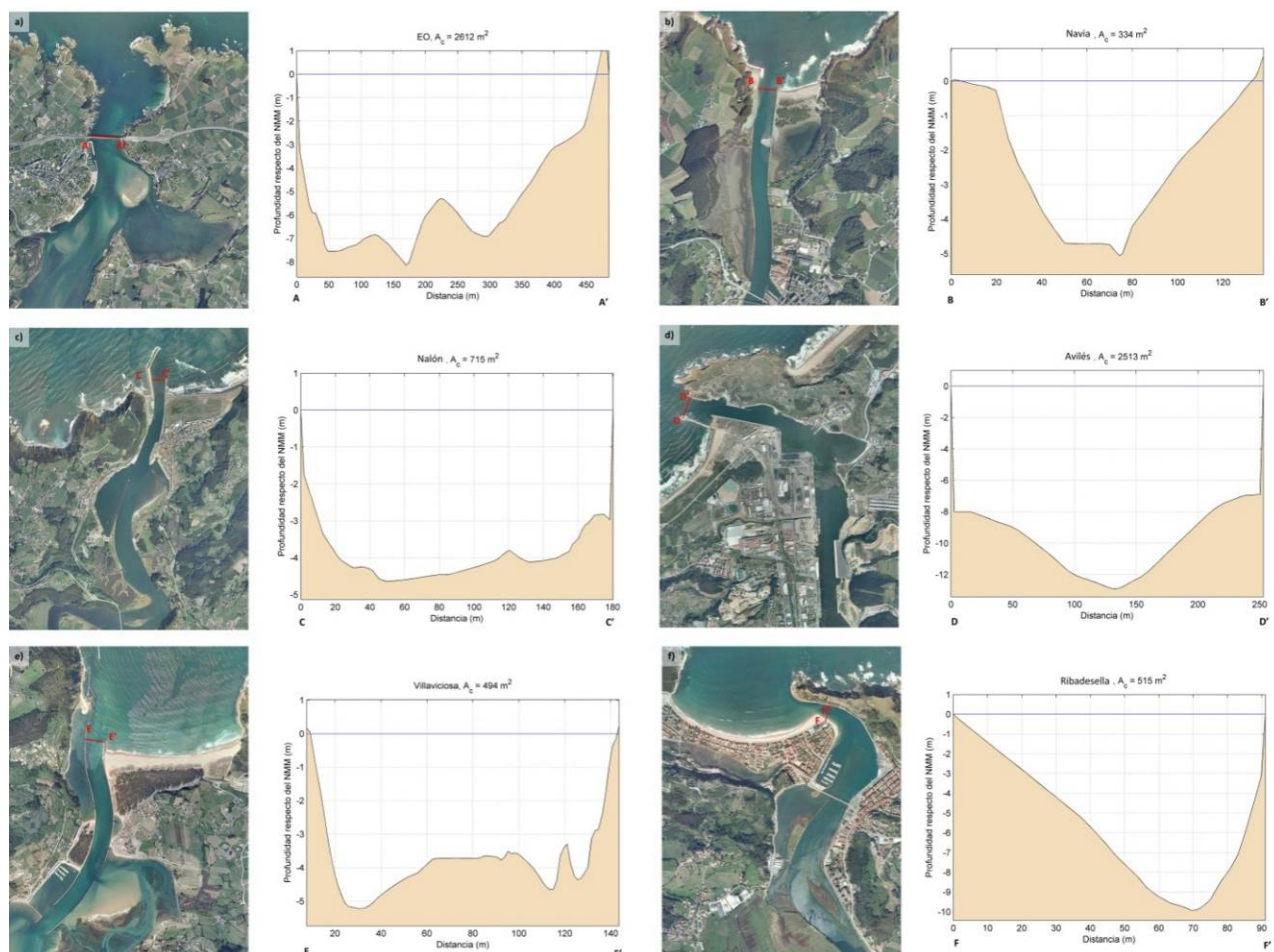 a)
A
A'
EO, A_c = 2612 m²
Profundidad respecto del NMM (m)
1
0
-1
-2
-3
-4
-5
-6
-7
-8
0 50 100 150 200 250 300 350 400 450
Distancia (m)
A A'
b)
B B'
Navia , A_c = 334 m²
Profundidad respecto del NMM (m)
0
-1
-2
-3
-4
-5
0 20 40 60 80 100 120
Distancia (m)
B B'
c)
C C'
Nalón , A_c = 715 m²
Profundidad respecto del NMM (m)
1
0
-1
-2
-3
-4
-5
0 20 40 60 80 100 120 140 160 180
Distancia (m)
C C'
d)
D'
D
Avilés, A_c = 2513 m²
Profundidad respecto del NMM (m)
2
0
-2
-4
-6
-8
-10
-12
0 50 100 150 200 250
Distancia (m)
D D'
e)
E E'
Villaviciosa, A_c = 494 m²
Profundidad respecto del NMM (m)
1
0
-1
-2
-3
-4
-5
20 40 60 80 100 120 140
Distancia (m)
f)
F
Ribadesella, A_c = 515 m²
Profundidad respecto del NMM (m)
1
0
-1
-2
-3
-4
-5
-6
-7
-8
-9
-10
0 10 20 30 40 50 60 70 80 90
Distancia (m)
F F'